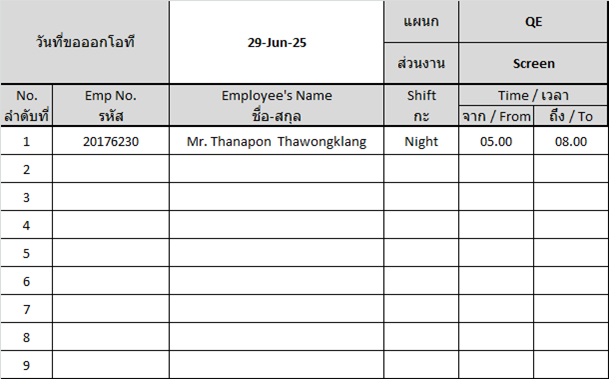 วันที่ขอออกโอที 29-Jun-25 แผนก QE
ส่วนงาน Screen
No. Emp No. Employee's Name Shift Time / เวลา
ลำดับที่ รหัส ชื่อ-สกุล กะ จาก / From ถึง / To
1 20176230 Mr. Thanapon Thawongklang Night 05.00 08.00
2
3
4
5
6
7
8
9